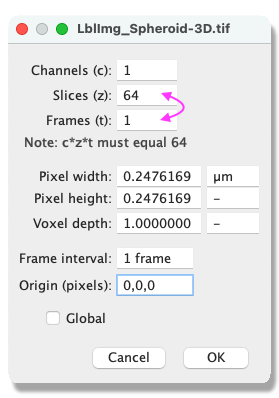 LblImg_Spheroid-3D.tif
Channels (c): 1
Slices (z): 64
Frames (t): 1
Note: c*z*t must equal 64
Pixel width: 0.2476169 µm
Pixel height: 0.2476169 –
Voxel depth: 1.0000000 –
Frame interval: 1 frame
Origin (pixels): 0,0,0
Global
Cancel OK